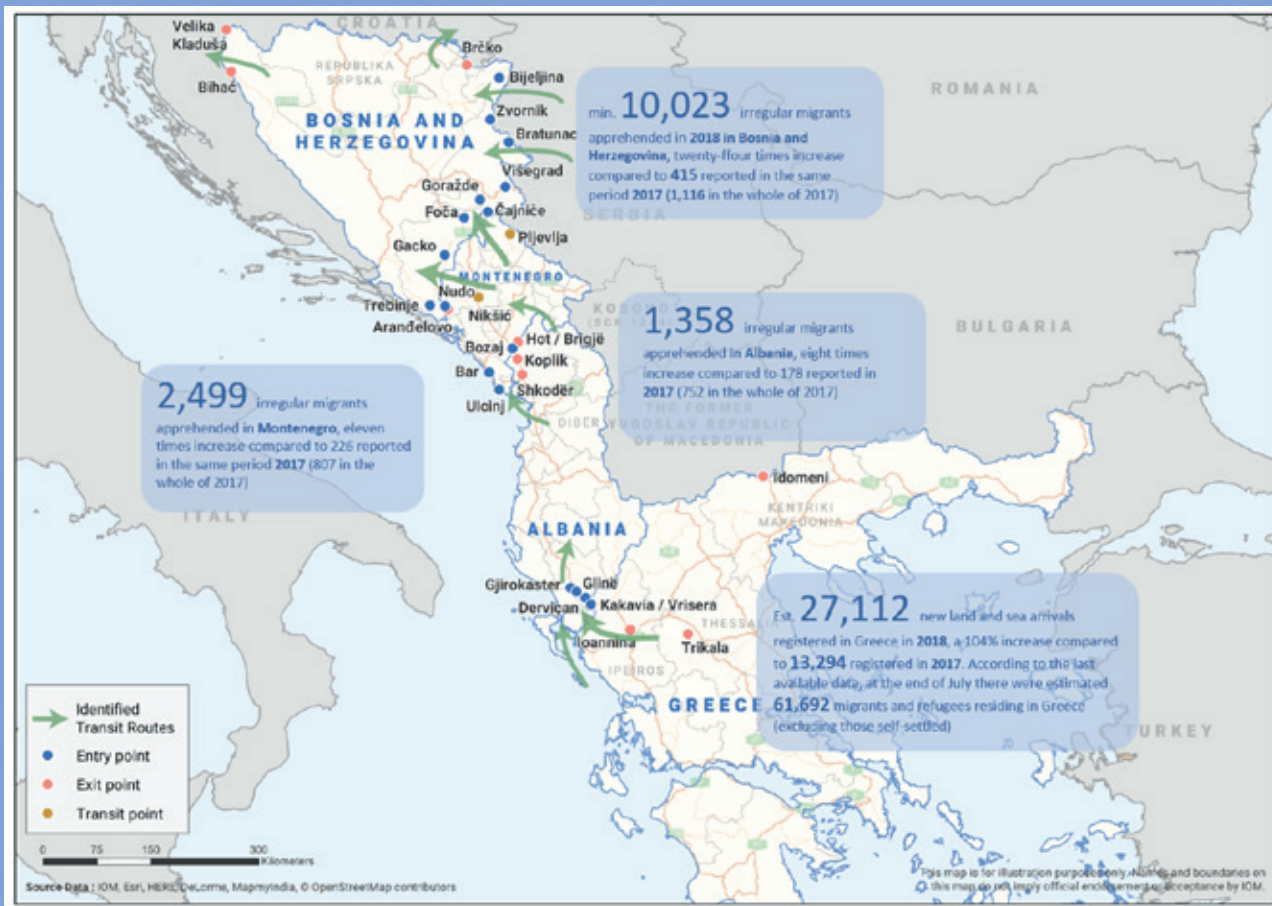 CROATIA
Velika
Kladuša
Brčko
REPUBLIKA
SRPSKA
Bihać
Bijeljina
ROMANIA
BOSNIA AND
HERZEGOVINA
Zvornik
Bratunac
min. 10,023 irregular migrants
apprehended in 2018 in Bosnia and
Herzegovina, twenty-ffour times increase
compared to 415 reported in the same
period 2017 (1,116 in the whole of 2017)
Višegrad
Goražde
Čajniče
Foča
SERBIA
Pljevlja
Gacko
MONTENEGRO
Nudo
Trebinje
Nikšić
Aranđelovo
KOSOVO
BULGARIA
1,358 irregular migrants
apprehended in Albania, eight times
increase compared to 178 reported in
2017 (752 in the whole of 2017)
Hot / Brigjë
Bozaj
Koplik
Bar
Shkodër
Ulcinj
2,499 irregular migrants
apprehended in Montenegro, eleven
times increase compared to 226 reported
in the same period 2017 (807 in the
whole of 2017)
THE FORMER
DIBËR YUGOSLAV REPUBLIC
OF MACEDONIA
Idomeni
ITALY
KENTRIKI
MAKEDONIA
ALBANIA
Gjirokaster
Glinë
Dervican
Kakavia / Vrisera
THESSALIA
Ioannina
Trikala
IPEIROS
GREECE
Est. 27,112 new land and sea arrivals
registered in Greece in 2018, a 104% increase compared
to 13,294 registered in 2017. According to the last
available date, at the end of July there were estimated
61,692 migrants and refugees residing in Greece
(excluding those self-settled)
TURKEY
Identified
Transit Routes
Entry point
Exit point
Transit point
0 75 150 300
Kilometers
Source Data : IOM, Esri, HERE, DeLorme, MapmyIndia, © OpenStreetMap contributors
This map is for illustration purposes only. Names and boundaries on
this map do not imply official endorsement or acceptance by IOM.